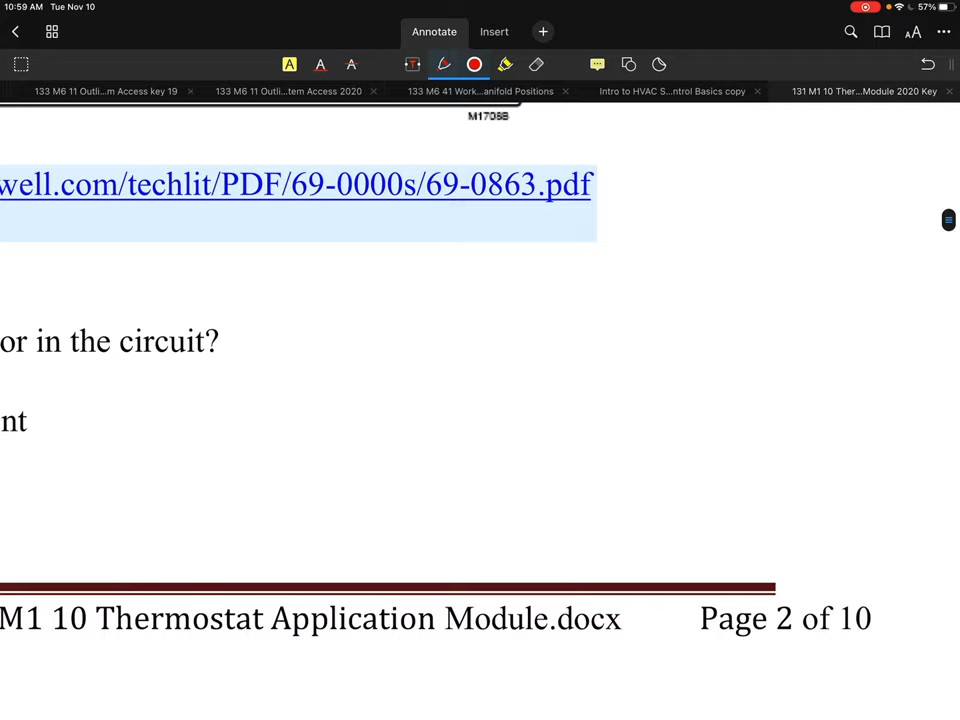 10:59 AM Tue Nov 10
57%
Annotate
Insert
AA
A A A T
133 M6 11 Outli...m Access key 19
133 M6 11 Outli...tem Access 2020
133 M6 41 Work...anifold Positions
Intro to HVAC S...ntrol Basics copy
131 M1 10 Ther...Module 2020 Key
M1708B
well.com/techlit/PDF/69-0000s/69-0863.pdf
or in the circuit?
nt
M1 10 Thermostat Application Module.docx Page 2 of 10